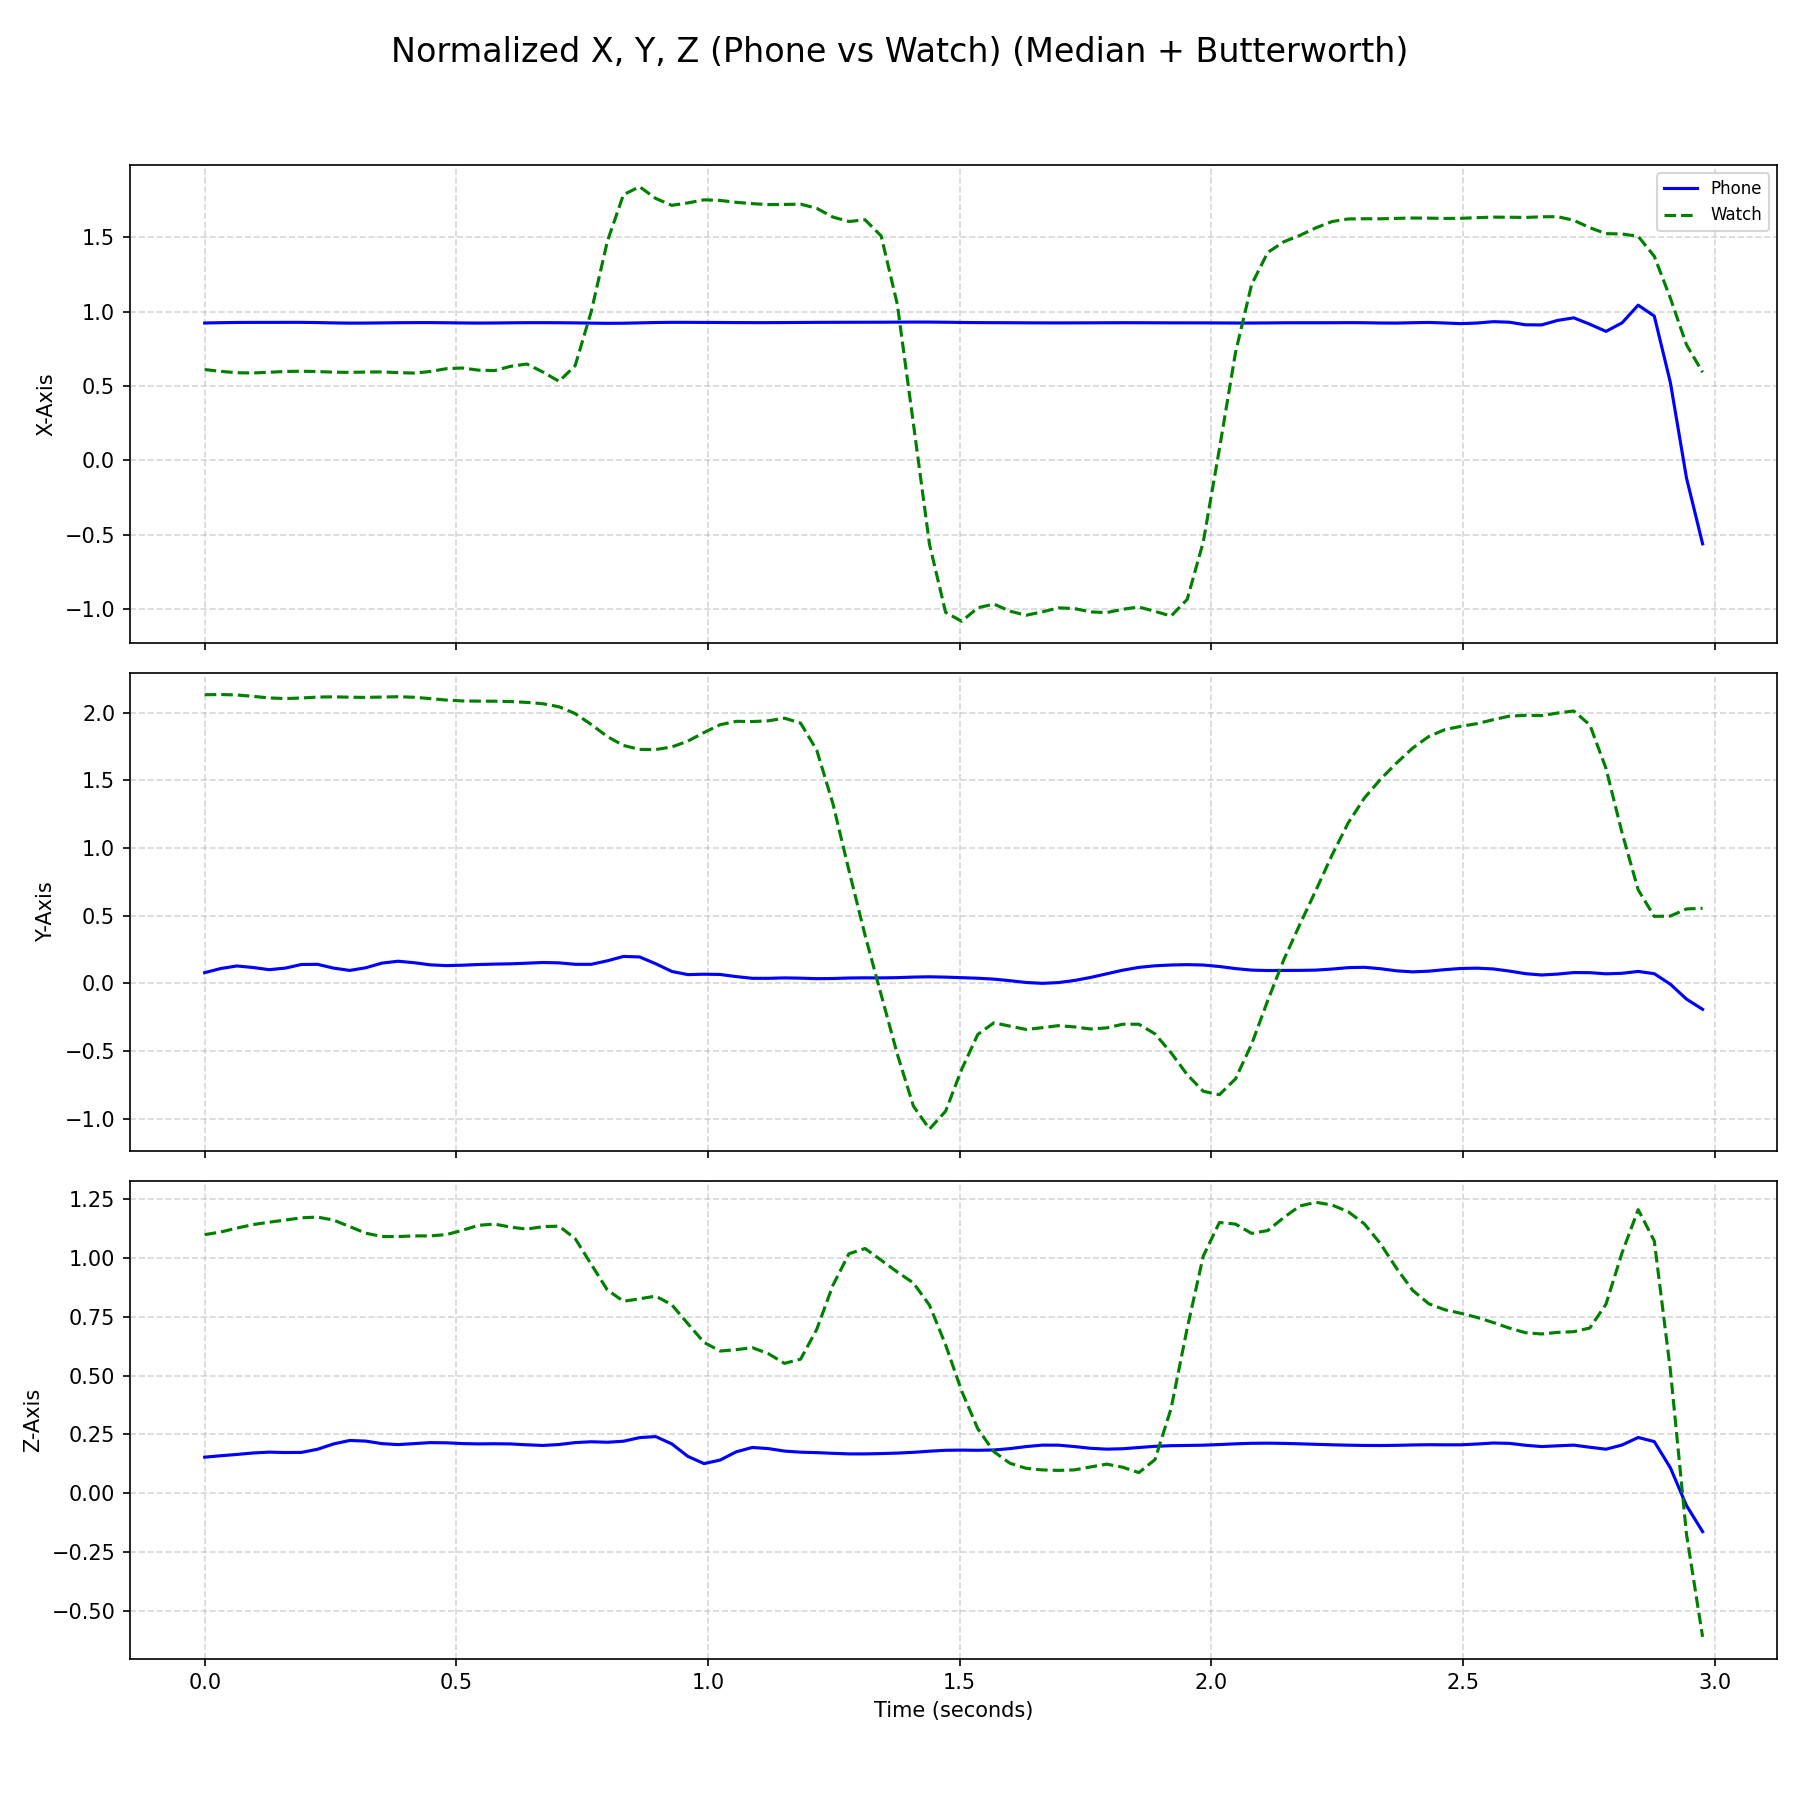 Normalized X, Y, Z (Phone vs Watch) (Median + Butterworth)
Phone
Watch
1.5
1.0
0.5
0.0
−0.5
−1.0
X-Axis
2.0
1.5
1.0
0.5
0.0
−0.5
−1.0
Y-Axis
1.25
1.00
0.75
0.50
0.25
0.00
−0.25
−0.50
Z-Axis
0.0 0.5 1.0 1.5 2.0 2.5 3.0
Time (seconds)